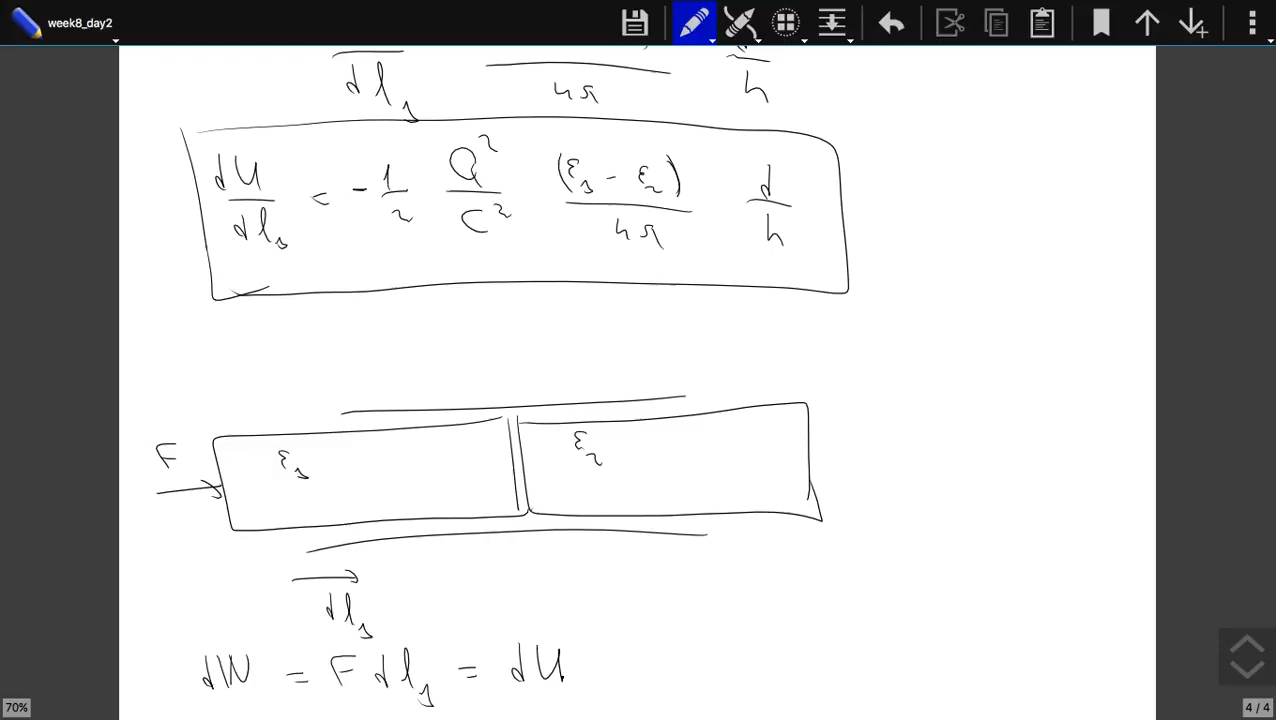 week8_day2
dl₁ 4π h
dU/dl₁ = -1/2 Q²/C² (ε₁ - ε₂)/4π d/h
F ε₁ ε₂
dl₁
dW = F dl₁ = dU
70% 4 / 4